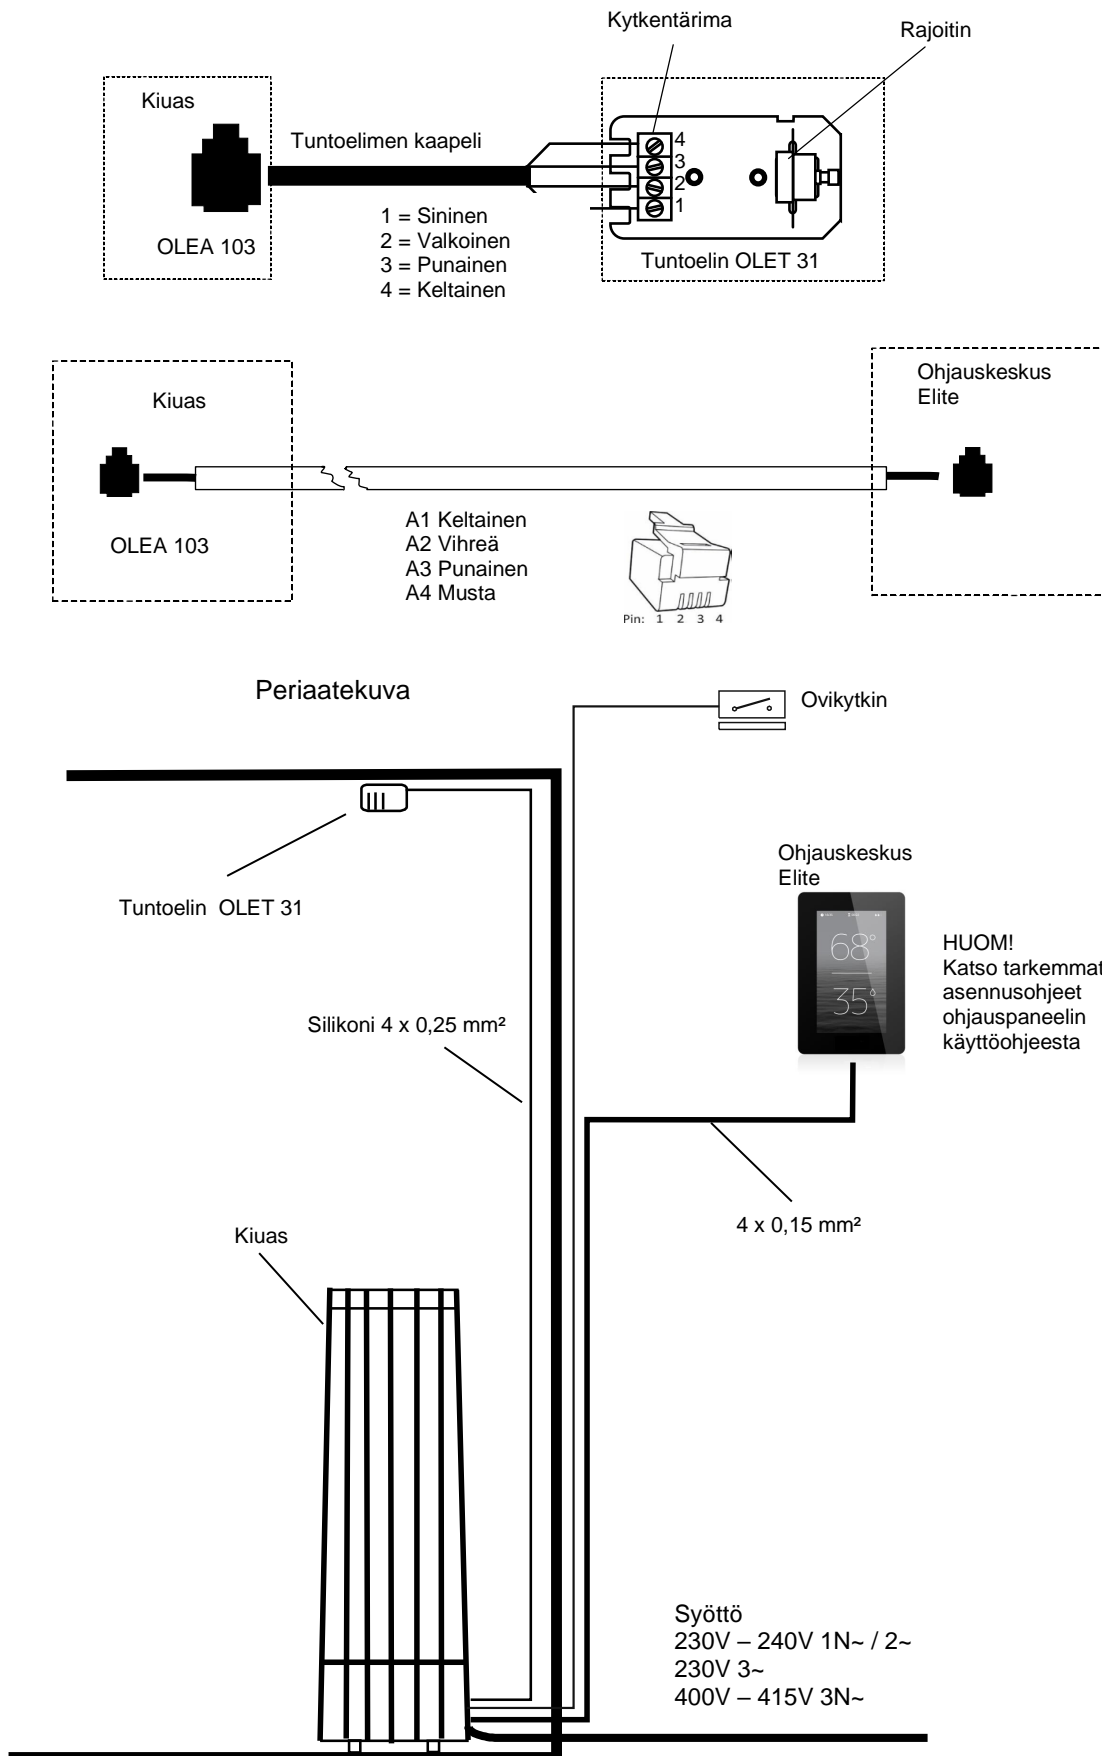 Kytkentärima
Rajoitin
Kiuas
Tuntoelimen kaapeli
4
3
2
1
1 = Sininen
2 = Valkoinen
3 = Punainen
4 = Keltainen
OLEA 103
Tuntoelin OLET 31
Kiuas
Ohjauskeskus
Elite
OLEA 103
A1 Keltainen
A2 Vihreä
A3 Punainen
A4 Musta
Pin: 1 2 3 4
Periaatekuva
Ovikytkin
Tuntoelin OLET 31
Ohjauskeskus
Elite
68°
35°
HUOM!
Katso tarkemmat
asennusohjeet
ohjauspaneelin
käyttöohjeesta
Silikoni 4 x 0,25 mm²
4 x 0,15 mm²
Kiuas
Syöttö
230V – 240V 1N~ / 2~
230V 3~
400V – 415V 3N~